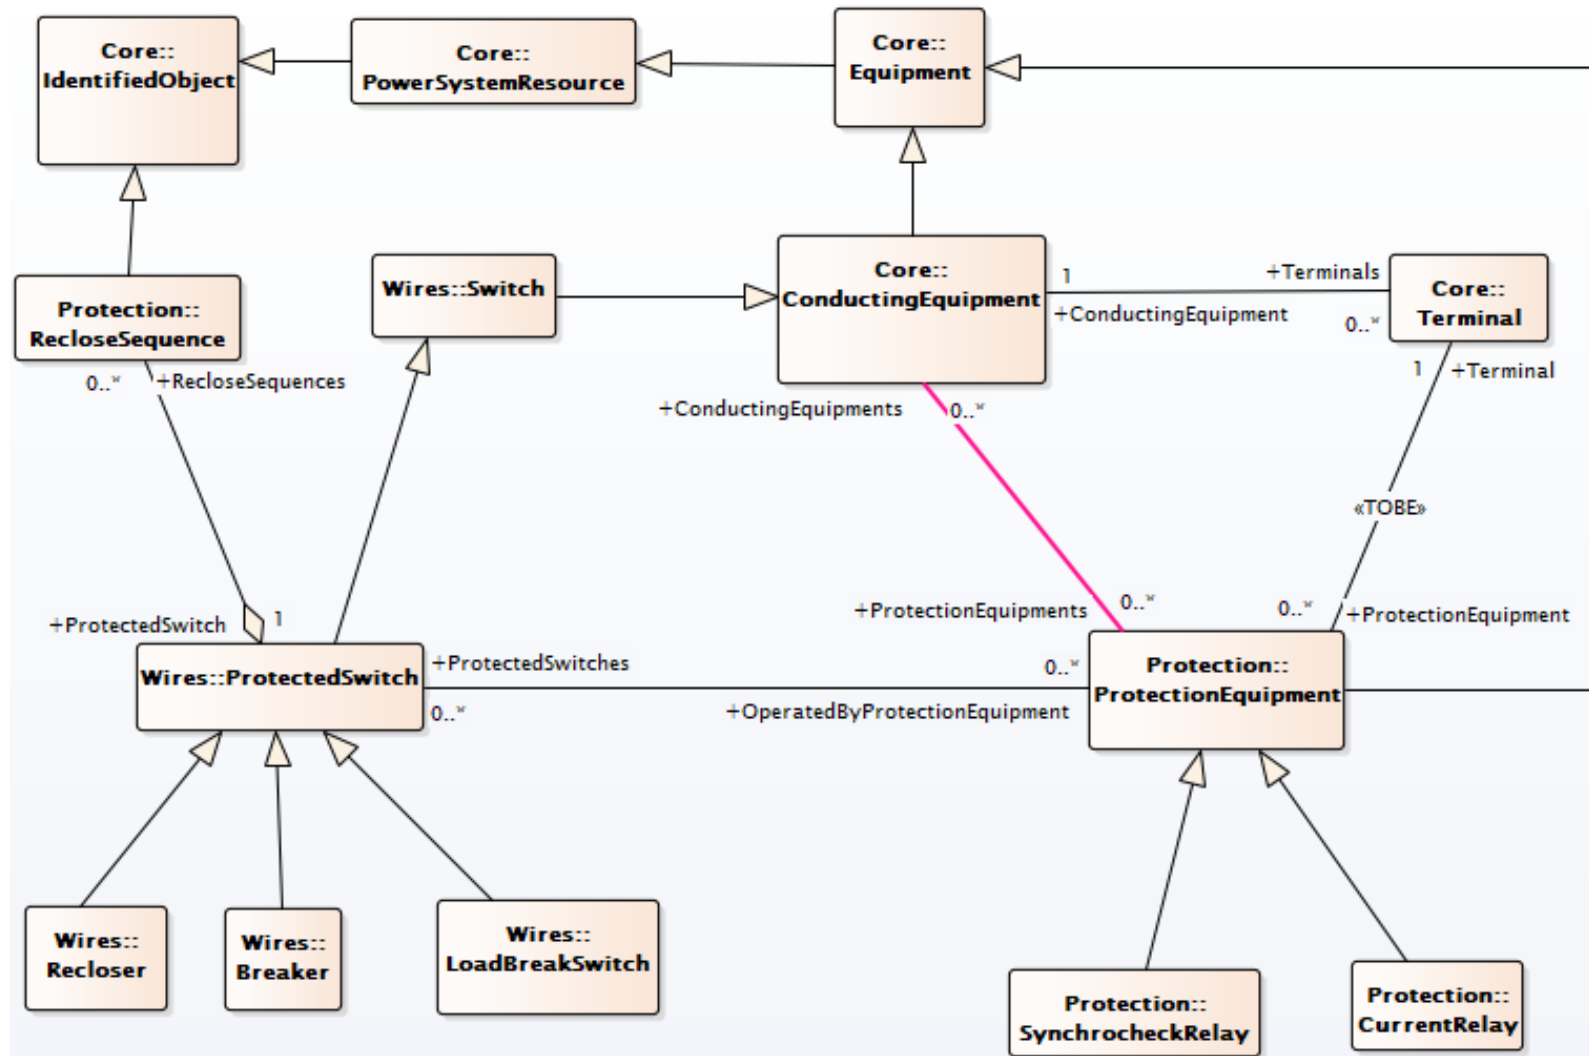 Core::
IdentifiedObject
Core::
PowerSystemResource
Core::
Equipment
Protection::
RecloseSequence
Wires::Switch
Core::
ConductingEquipment
1
+Terminals
+ConductingEquipment
0..*
Core::
Terminal
0..*
+RecloseSequences
+ConductingEquipments
0..*
1
+Terminal
«TOBE»
+ProtectedSwitch
1
+ProtectionEquipments
0..*
0..*
+ProtectionEquipment
Wires::ProtectedSwitch
+ProtectedSwitches
0..*
0..*
+OperatedByProtectionEquipment
Protection::
ProtectionEquipment
Wires::
Recloser
Wires::
Breaker
Wires::
LoadBreakSwitch
Protection::
SynchrocheckRelay
Protection::
CurrentRelay